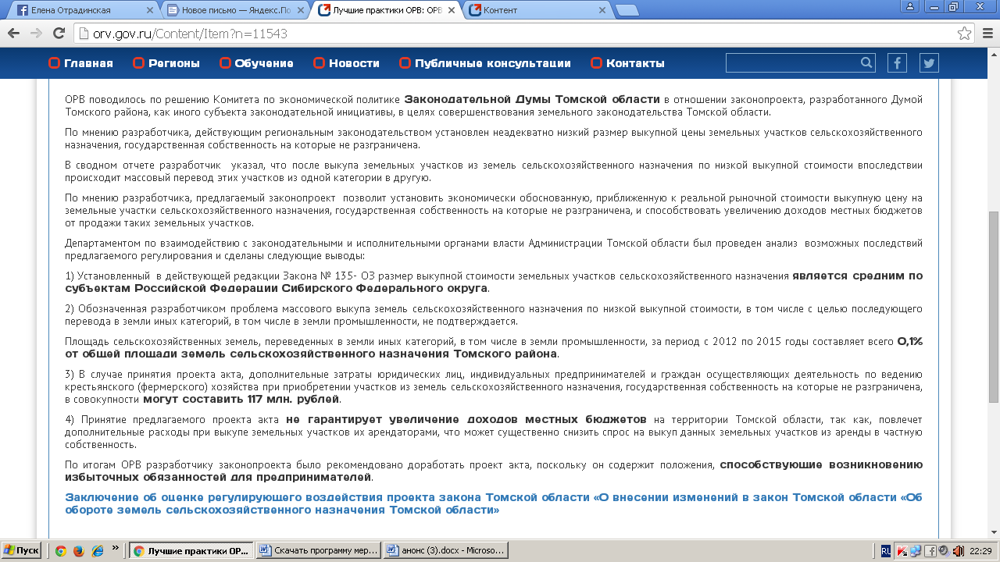 Елена Отрадинская
Новое письмо — Яндекс.По
Лучшие практики ОРВ: ОРВ
Контент
orv.gov.ru/Content/Item?n=11543
Главная Регионы Обучение Новости Публичные консультации Контакты
ОРВ поводилось по решению Комитета по экономической политике Законодательной Думы Томской области в отношении законопроекта, разработанного Думой
Томского района, как иного субъекта законодательной инициативы, в целях совершенствования земельного законодательства Томской области.
По мнению разработчика, действующим региональным законодательством установлен неадекватно низкий размер выкупной цены земельных участков сельскохозяйственного
назначения, государственная собственность на которые не разграничена.
В сводном отчете разработчик указал, что после выкупа земельных участков из земель сельскохозяйственного назначения по низкой выкупной стоимости впоследствии
происходит массовый перевод этих участков из одной категории в другую.
По мнению разработчика, предлагаемый законопроект позволит установить экономически обоснованную, приближенную к реальной рыночной стоимости выкупную цену на
земельные участки сельскохозяйственного назначения, государственная собственность на которые не разграничена, и способствовать увеличению доходов местных бюджетов
от продажи таких земельных участков.
Департаментом по взаимодействию с законодательными и исполнительными органами власти Администрации Томской области был проведен анализ возможных последствий
предлагаемого регулирования и сделаны следующие выводы:
1) Установленный в действующей редакции Закона № 135- ОЗ размер выкупной стоимости земельных участков сельскохозяйственного назначения является средним по
субъектам Российской Федерации Сибирского Федерального округа.
2) Обозначенная разработчиком проблема массового выкупа земель сельскохозяйственного назначения по низкой выкупной стоимости, в том числе с целью последующего
перевода в земли иных категорий, в том числе в земли промышленности, не подтверждается.
Площадь сельскохозяйственных земель, переведенных в земли иных категорий, в том числе в земли промышленности, за период с 2012 по 2015 годы составляет всего 0,1%
от общей площади земель сельскохозяйственного назначения Томского района.
3) В случае принятия проекта акта, дополнительные затраты юридических лиц, индивидуальных предпринимателей и граждан осуществляющих деятельность по ведению
крестьянского (фермерского) хозяйства при приобретении участков из земель сельскохозяйственного назначения, государственная собственность на которые не разграничена,
в совокупности могут составить 117 млн. рублей.
4) Принятие предлагаемого проекта акта не гарантирует увеличение доходов местных бюджетов на территории Томской области, так как, повлечет
дополнительные расходы при выкупе земельных участков их арендаторами, что может существенно снизить спрос на выкуп данных земельных участков из аренды в частную
собственность.
По итогам ОРВ разработчику законопроекта было рекомендовано доработать проект акта, поскольку он содержит положения, способствующие возникновению
избыточных обязанностей для предпринимателей.
Заключение об оценке регулирующего воздействия проекта закона Томской области «О внесении изменений в закон Томской области «Об
обороте земель сельскохозяйственного назначения Томской области»
Пуск
Лучшие практики ОР...
Скачать программу мер...
анонс (3).docx - Microso...
RU
22:29